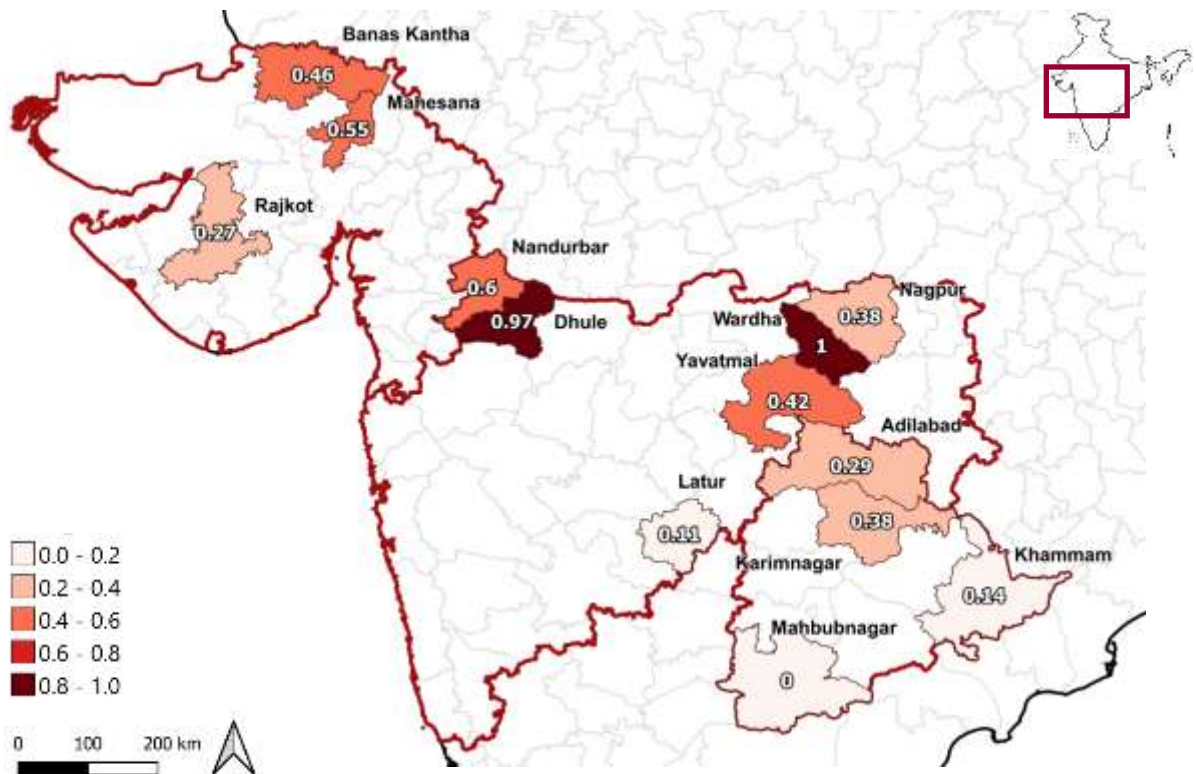 Banas Kantha
0.46
Mahesana
0.55
Rajkot
0.27
Nandurbar
0.6
Dhule
0.97
Nagpur
0.38
Wardha
1
Yavatmal
0.42
Adilabad
0.29
Latur
0.11
0.38
Karimnagar
Khammam
0.14
Mahbubnagar
0
0.0 - 0.2
0.2 - 0.4
0.4 - 0.6
0.6 - 0.8
0.8 - 1.0
0 100 200 km